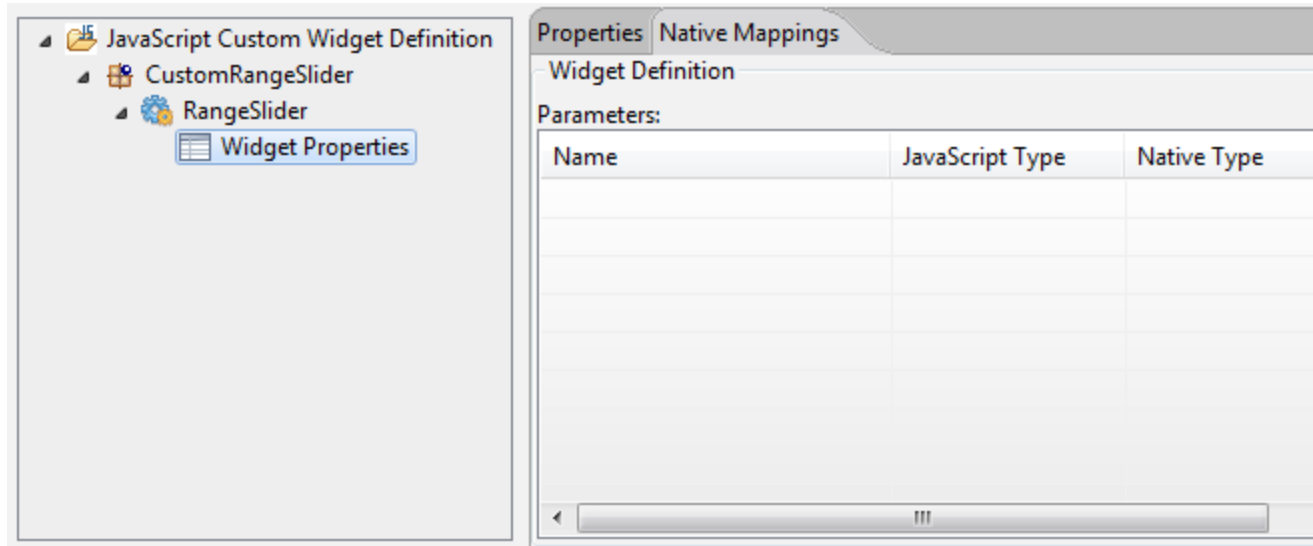 JavaScript Custom Widget Definition
CustomRangeSlider
RangeSlider
Widget Properties
Properties Native Mappings
Widget Definition
Parameters:
Name JavaScript Type Native Type